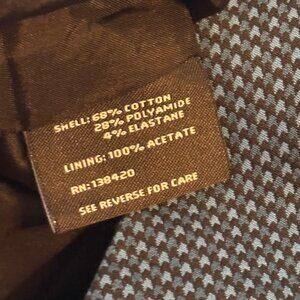 SHELL: 68% COTTON
28% POLYAMIDE
4% ELASTANE
LINING: 100% ACETATE
RN: 138420
SEE REVERSE FOR CARE